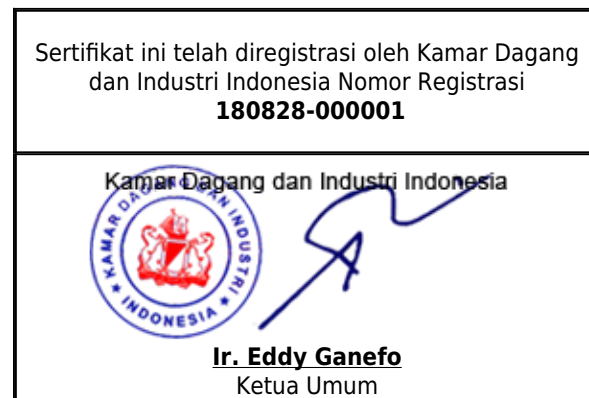 Sertifikat ini telah diregistrasi oleh Kamar Dagang
dan Industri Indonesia Nomor Registrasi
180828-000001
Kamar Dagang dan Industri Indonesia
KAMAR DAGANG DAN INDUSTRI
INDONESIA
Ir. Eddy Ganefo
Ketua Umum